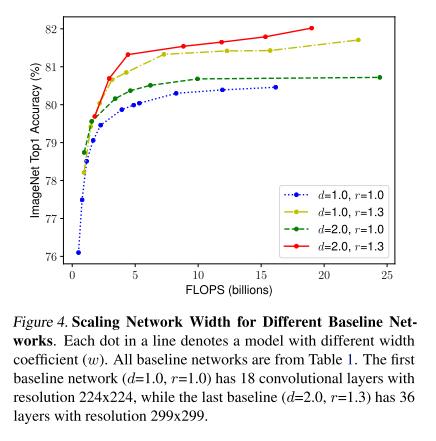 82
81
80
79
78
77
76
ImageNet Top1 Accuracy (%)
d=1.0, r=1.0
d=1.0, r=1.3
d=2.0, r=1.0
d=2.0, r=1.3
0 5 10 15 20 25
FLOPS (billions)
Figure 4. Scaling Network Width for Different Baseline Net-
works. Each dot in a line denotes a model with different width
coefficient (w). All baseline networks are from Table 1. The first
baseline network (d=1.0, r=1.0) has 18 convolutional layers with
resolution 224x224, while the last baseline (d=2.0, r=1.3) has 36
layers with resolution 299x299.